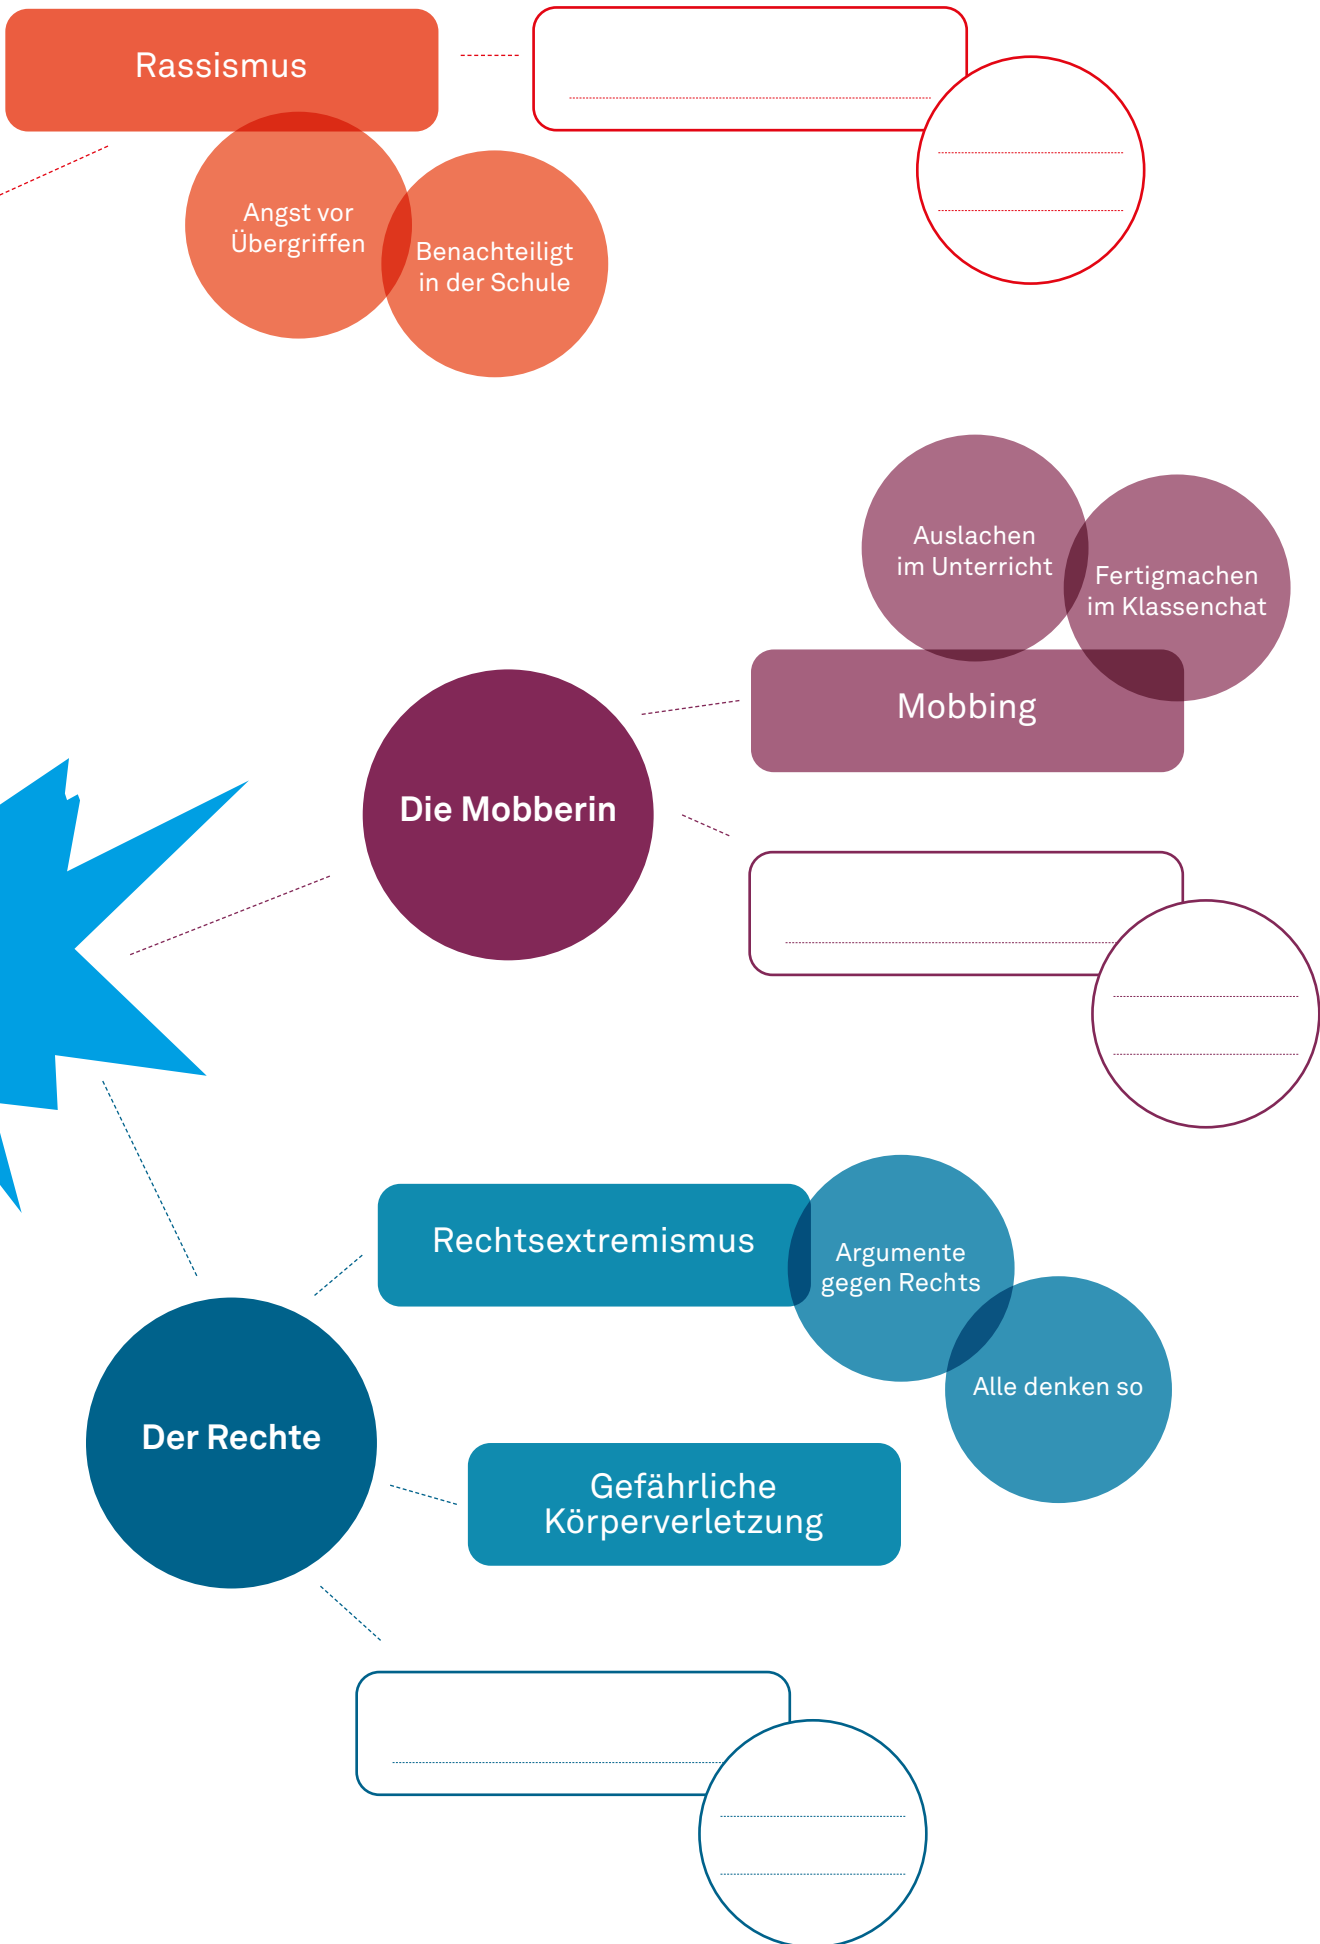 Rassismus
Angst vor
Übergriffen
Benachteiligt
in der Schule
Auslachen
im Unterricht
Fertigmachen
im Klassenchat
Mobbing
Die Mobberin
Rechtsextremismus
Argumente
gegen Rechts
Alle denken so
Der Rechte
Gefährliche
Körperverletzung